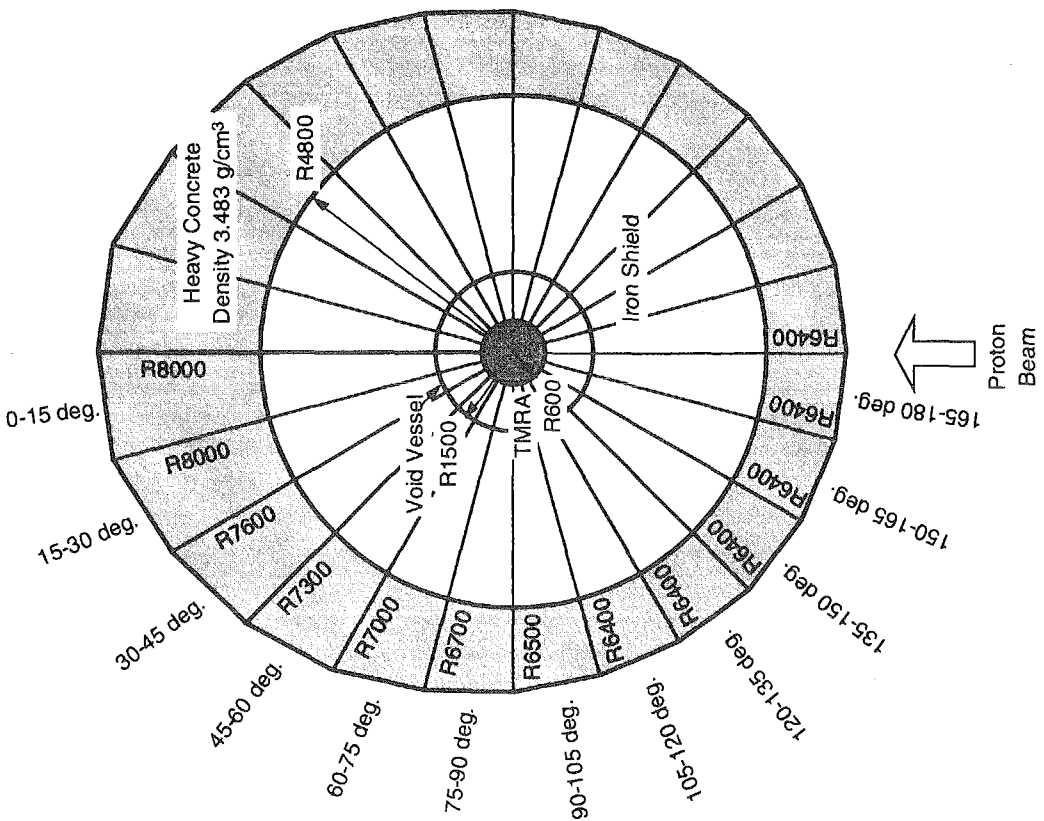 Heavy Concrete
Density 3.483 g/cm³
R4800
Iron Shield
Void Vessel
R1500
TMRA
R600
R8000
R8000
R7600
R7300
R7000
R6700
R6500
R6400
R6400
R6400
R6400
R6400
R6400
0-15 deg.
15-30 deg.
30-45 deg.
45-60 deg.
60-75 deg.
75-90 deg.
90-105 deg.
105-120 deg.
120-135 deg.
135-150 deg.
150-165 deg.
165-180 deg.
Proton
Beam